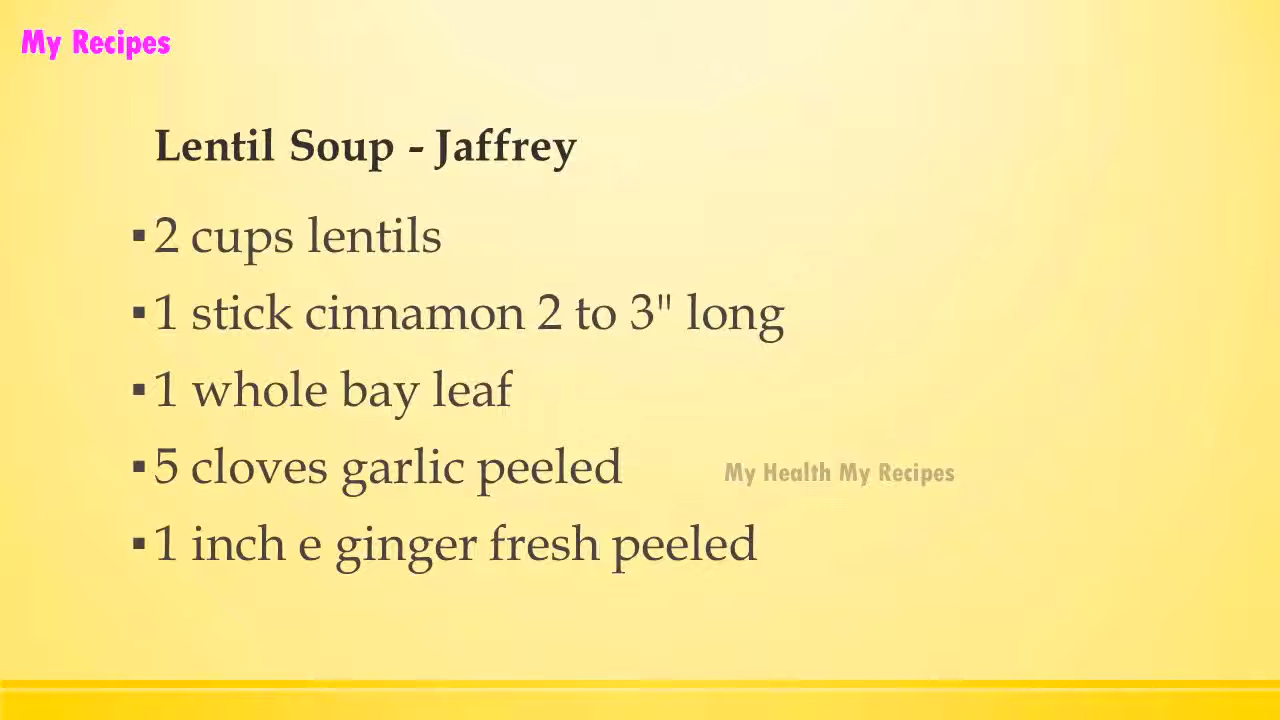 My Recipes
Lentil Soup - Jaffrey
▪2 cups lentils
▪1 stick cinnamon 2 to 3" long
▪1 whole bay leaf
▪5 cloves garlic peeled
My Health My Recipes
▪1 inch e ginger fresh peeled